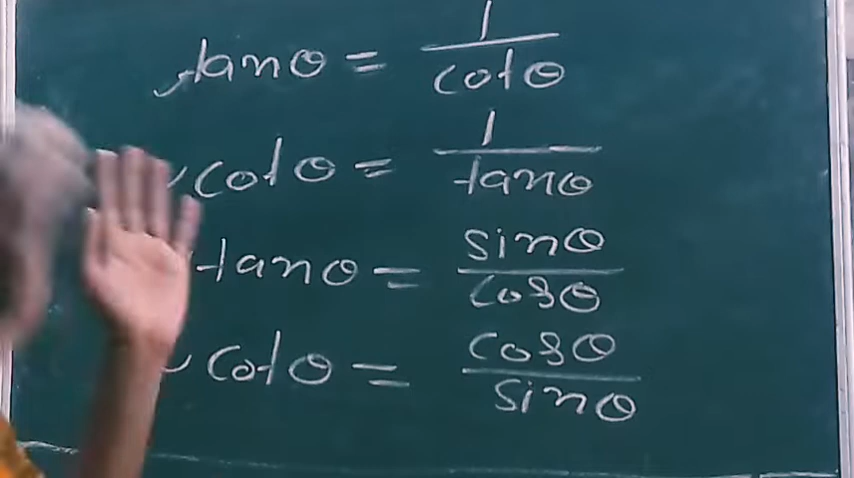 tanθ = 1/cotθ
cotθ = 1/tanθ
tanθ = sinθ/cosθ
cotθ = cosθ/sinθ